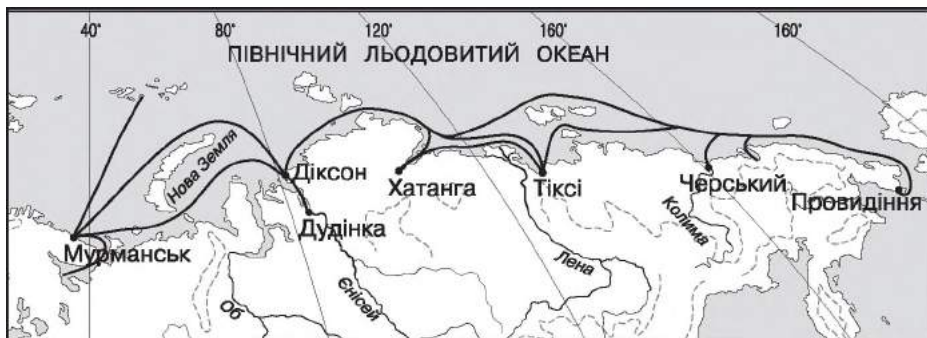 40°
80°
120°
160°
160°
ПІВНІЧНИЙ ЛЬОДОВИТИЙ ОКЕАН
Нова Земля
Діксон
Хатанга
Тіксі
Черський
Провидіння
Дудінка
Мурманськ
Колима
Лена
Єнісей
Об